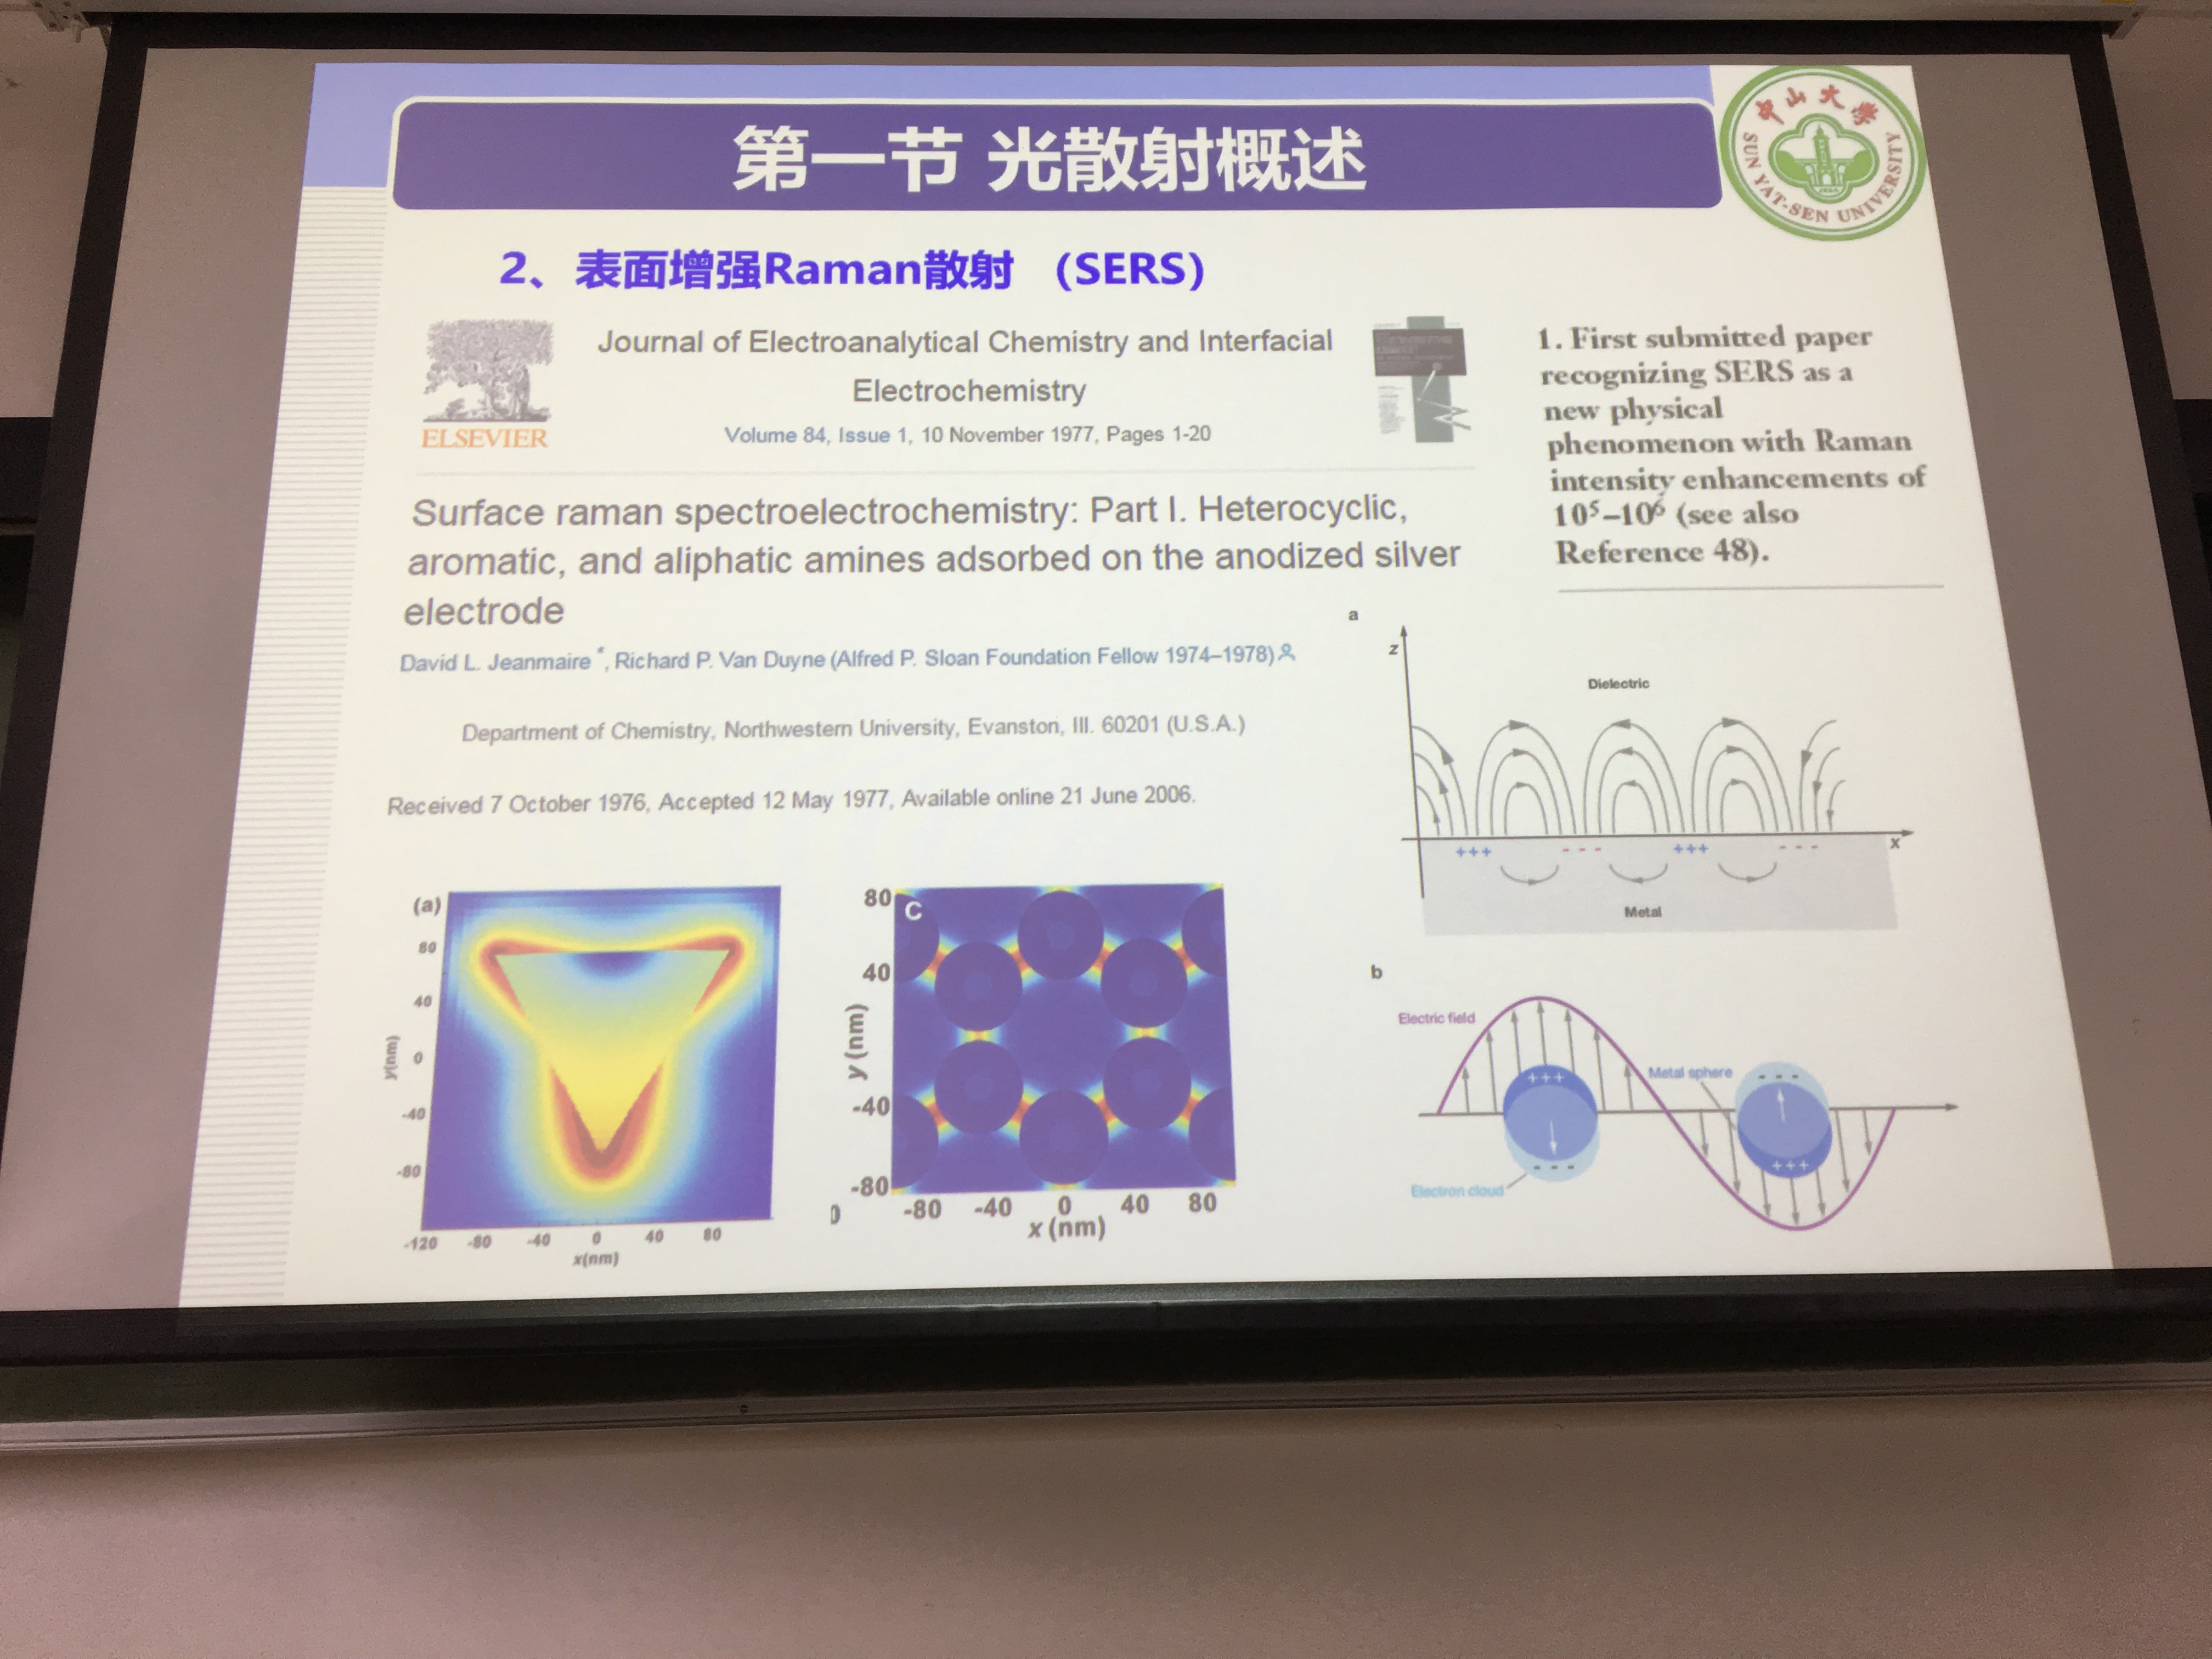 第一节 光散射概述
中山大学
SUN YAT-SEN UNIVERSITY
2、表面增强Raman散射 （SERS）
ELSEVIER
Journal of Electroanalytical Chemistry and Interfacial
Electrochemistry
Volume 84, Issue 1, 10 November 1977, Pages 1-20
1. First submitted paper
recognizing SERS as a
new physical
phenomenon with Raman
intensity enhancements of
10⁵–10⁶ (see also
Reference 48).
Surface raman spectroelectrochemistry: Part I. Heterocyclic,
aromatic, and aliphatic amines adsorbed on the anodized silver
electrode
David L. Jeanmaire *, Richard P. Van Duyne (Alfred P. Sloan Foundation Fellow 1974–1978)
Department of Chemistry, Northwestern University, Evanston, Ill. 60201 (U.S.A.)
Received 7 October 1976, Accepted 12 May 1977, Available online 21 June 2006.
a
z
Dielectric
+++ - - - +++ - - -
x
Metal
(a)
80
40
0
-40
-80
y(nm)
-120 -80 -40 0 40 80
x(nm)
C
80
40
-40
-80
y (nm)
0
-80 -40 0 40 80
x (nm)
b
Electric field
+++
- - -
Metal sphere
- - -
+++
Electron cloud